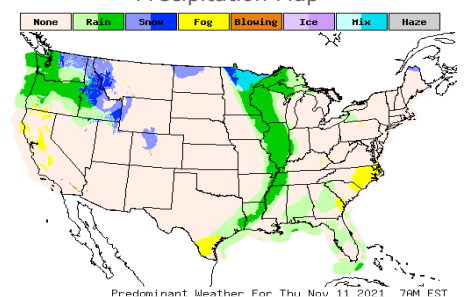 Precipitation Map
None Rain Snow Fog Blowing Ice Mix Haze
Predominant Weather For Thu Nov 11 2021 7AM EST